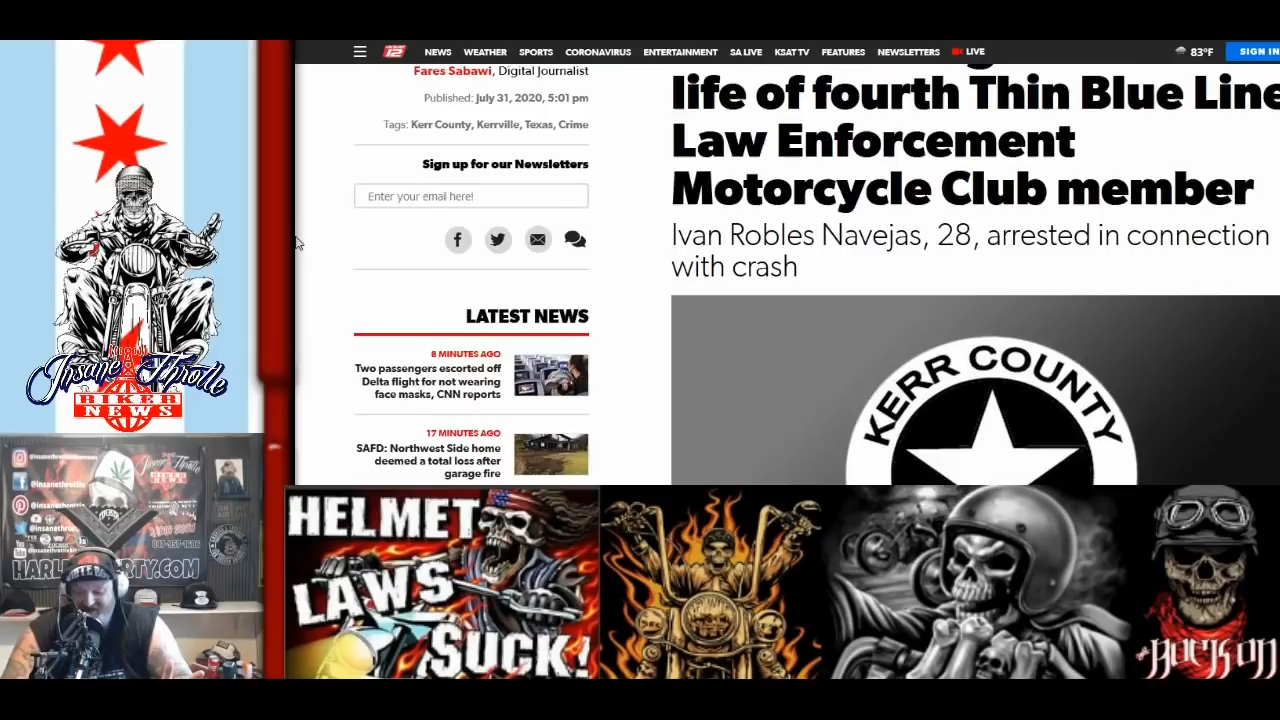 NEWS WEATHER SPORTS CORONAVIRUS ENTERTAINMENT SA LIVE KSAT TV FEATURES NEWSLETTERS LIVE 83°F SIGN IN
Fares Sabawi, Digital Journalist
Published: July 31, 2020, 5:01 pm
Tags: Kerr County, Kerrville, Texas, Crime
Sign up for our Newsletters
Enter your email here!
LATEST NEWS
8 MINUTES AGO
Two passengers escorted off
Delta flight for not wearing
face masks, CNN reports
17 MINUTES AGO
SAFD: Northwest Side home
deemed a total loss after
garage fire
life of fourth Thin Blue Line
Law Enforcement
Motorcycle Club member
Ivan Robles Navejas, 28, arrested in connection
with crash
KERR COUNTY
Insane Throttle
BIKER
NEWS
@insanethrottle
HELMET
LAWS
SUCK!